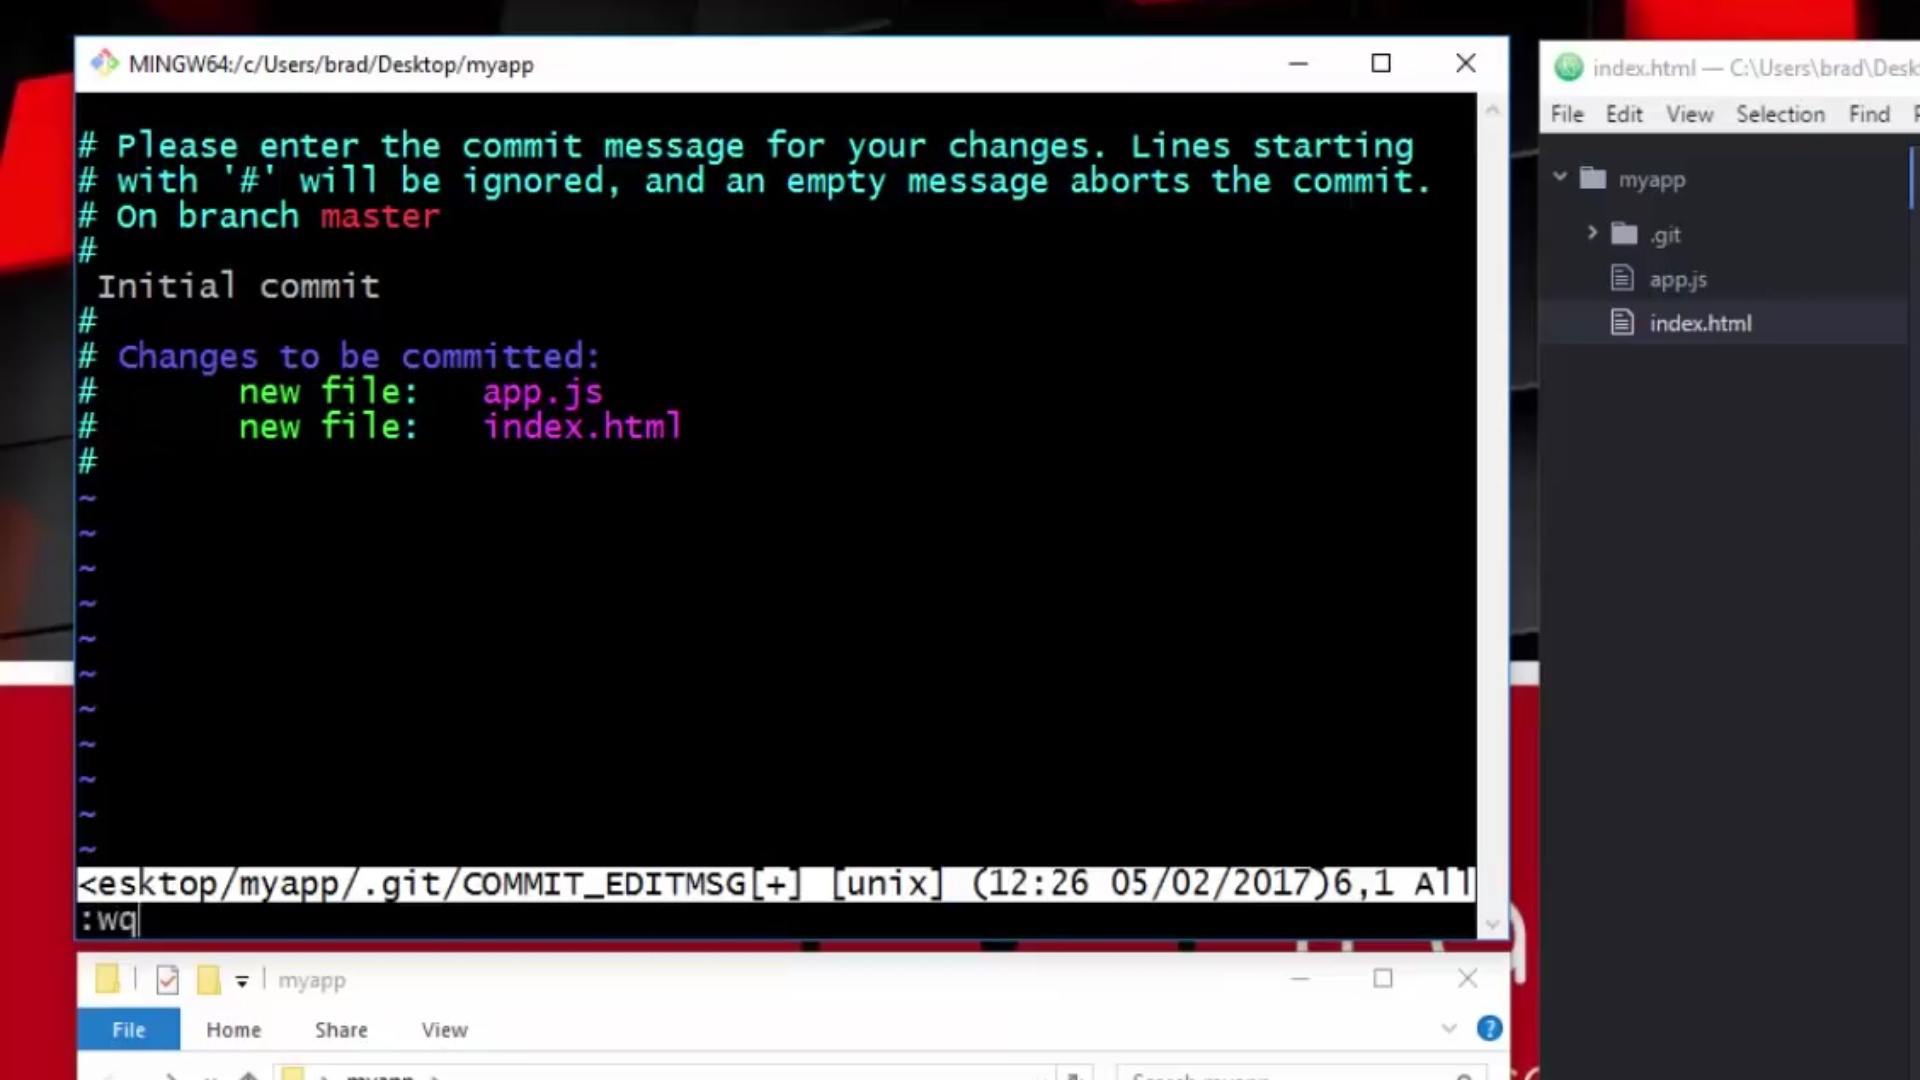 MINGW64:/c/Users/brad/Desktop/myapp
# Please enter the commit message for your changes. Lines starting
# with '#' will be ignored, and an empty message aborts the commit.
# On branch master
#
Initial commit
#
# Changes to be committed:
# new file: app.js
# new file: index.html
#
~
~
~
~
~
~
~
~
~
~
~
<esktop/myapp/.git/COMMIT_EDITMSG[+] [unix] (12:26 05/02/2017)6,1 All
:wq
index.html — C:\Users\brad\Desk
File Edit View Selection Find
myapp
.git
app.js
index.html
myapp
File Home Share View
myapp